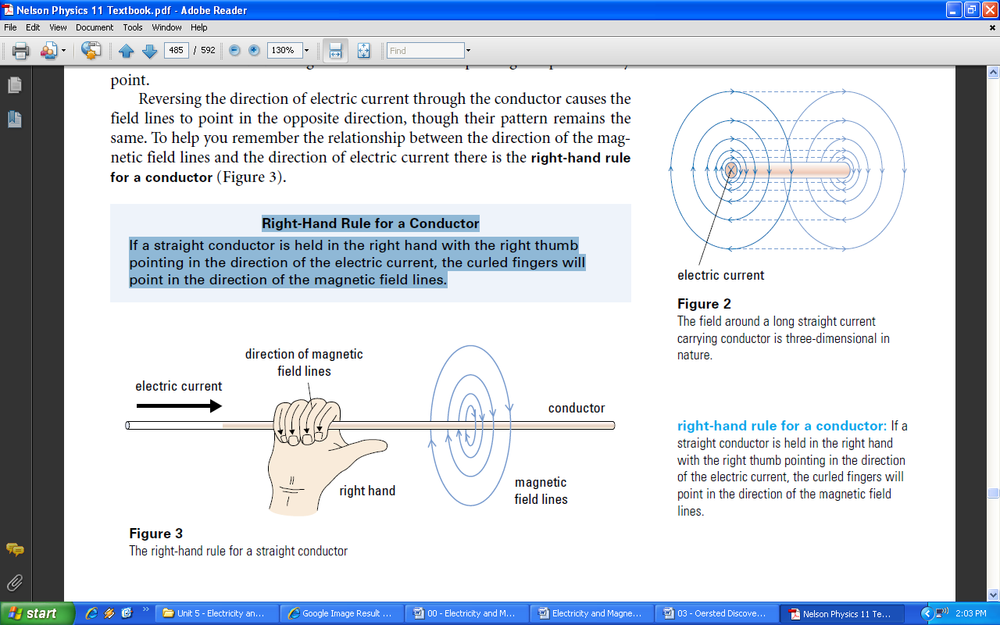 Nelson Physics 11 Textbook.pdf - Adobe Reader
File Edit View Document Tools Window Help
485 / 592 130% Find
point.
Reversing the direction of electric current through the conductor causes the
field lines to point in the opposite direction, though their pattern remains the
same. To help you remember the relationship between the direction of the mag-
netic field lines and the direction of electric current there is the right-hand rule
for a conductor (Figure 3).
Right-Hand Rule for a Conductor
If a straight conductor is held in the right hand with the right thumb
pointing in the direction of the electric current, the curled fingers will
point in the direction of the magnetic field lines.
direction of magnetic
field lines
electric current
conductor
right hand
magnetic
field lines
Figure 3
The right-hand rule for a straight conductor
electric current
Figure 2
The field around a long straight current
carrying conductor is three-dimensional in
nature.
right-hand rule for a conductor: If a
straight conductor is held in the right hand
with the right thumb pointing in the direction
of the electric current, the curled fingers will
point in the direction of the magnetic field
lines.
start
Unit 5 - Electricity an...
Google Image Result ...
00 - Electricity and M...
Electricity and Magne...
03 - Oersted Discove...
Nelson Physics 11 Te...
2:03 PM